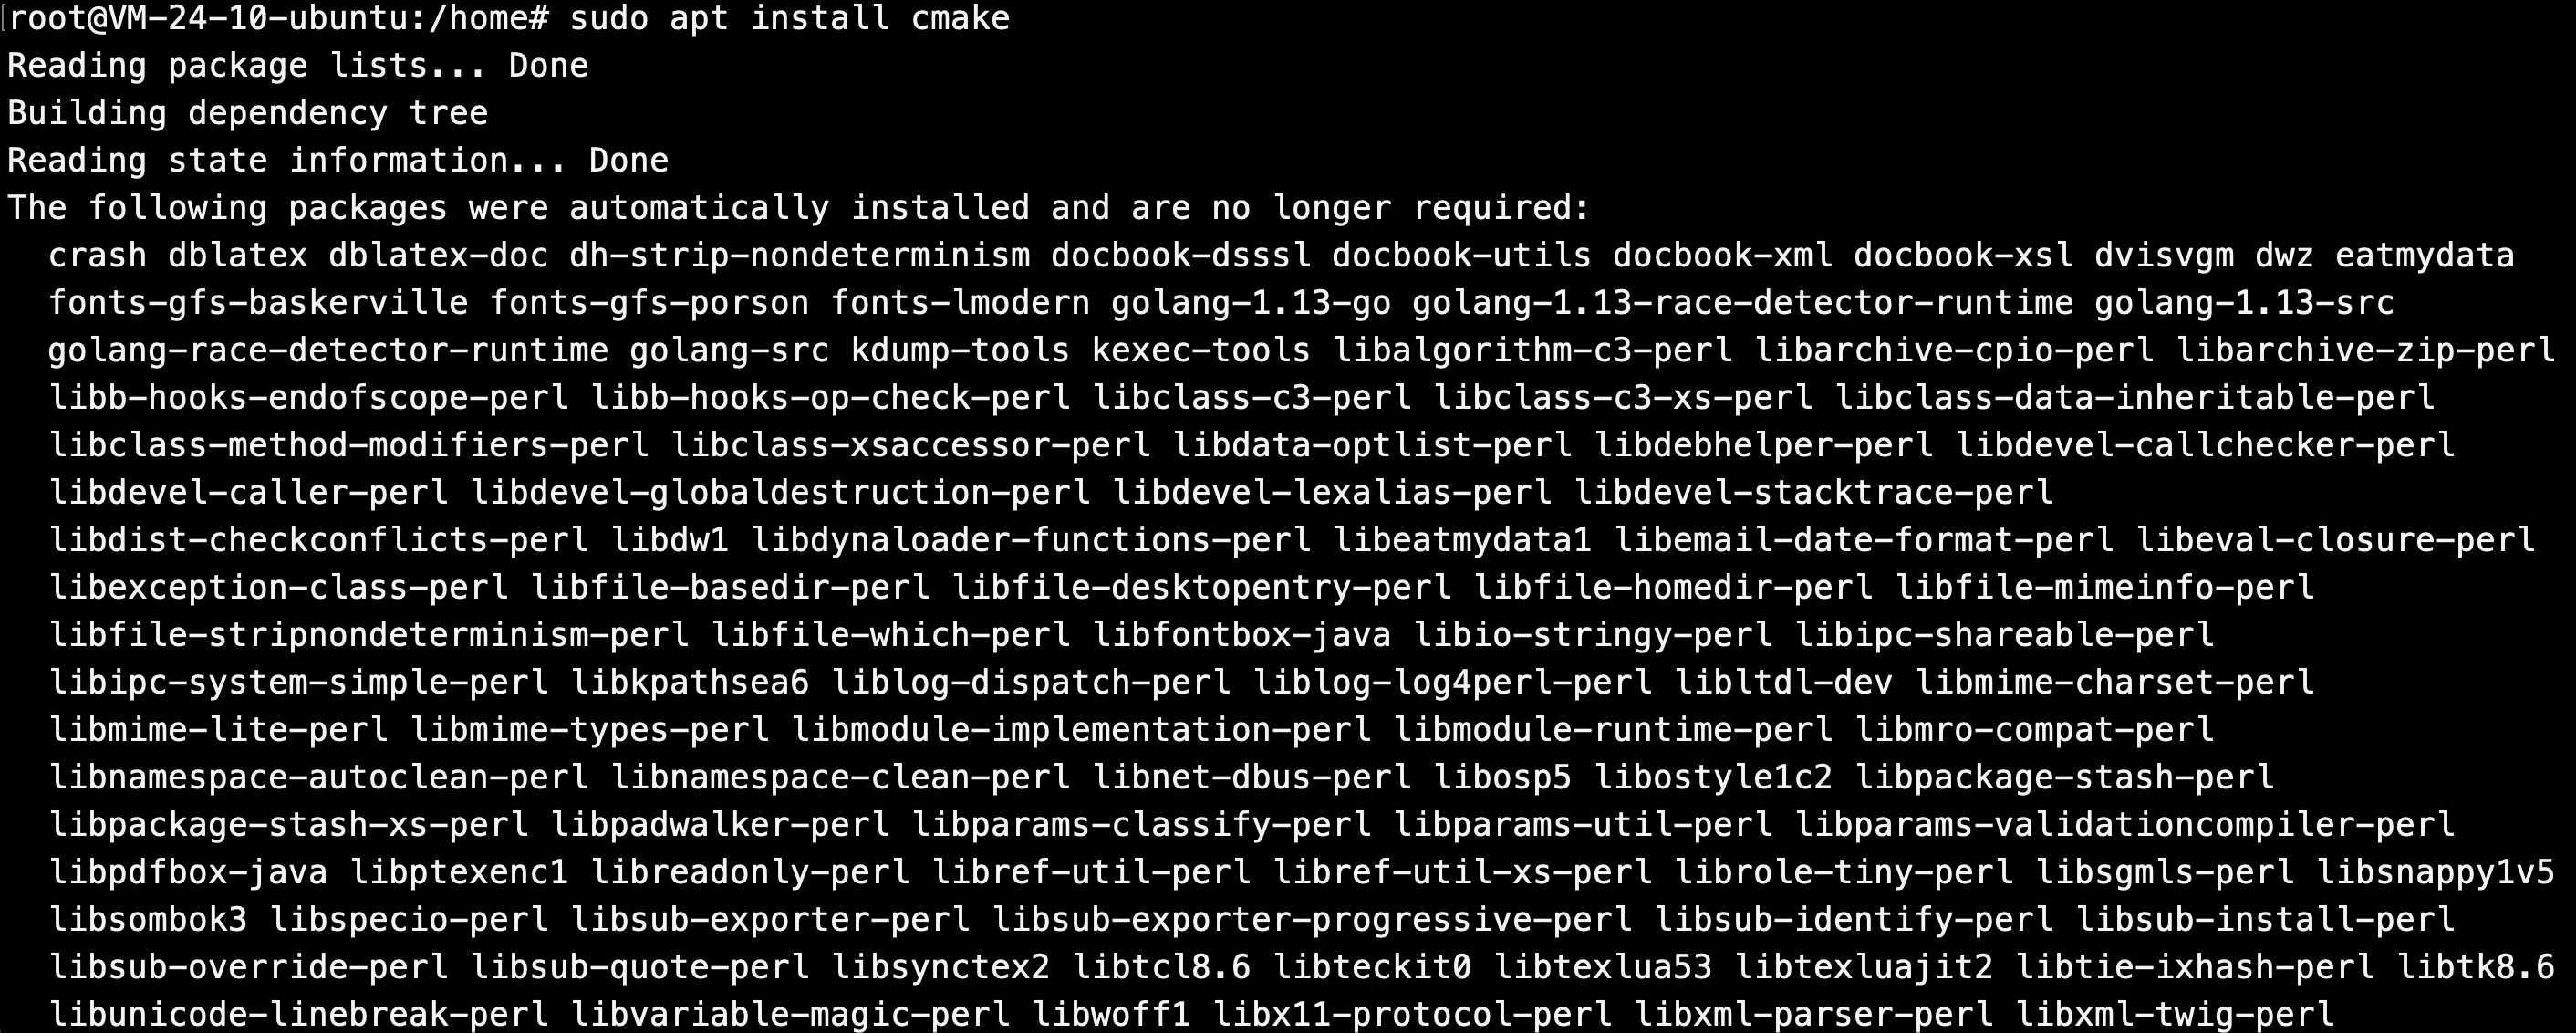 root@VM-24-10-ubuntu:/home# sudo apt install cmake
Reading package lists... Done
Building dependency tree
Reading state information... Done
The following packages were automatically installed and are no longer required:
  crash dblatex dblatex-doc dh-strip-nondeterminism docbook-dsssl docbook-utils docbook-xml docbook-xsl dvisvgm dwz eatmydata
  fonts-gfs-baskerville fonts-gfs-porson fonts-lmodern golang-1.13-go golang-1.13-race-detector-runtime golang-1.13-src
  golang-race-detector-runtime golang-src kdump-tools kexec-tools libalgorithm-c3-perl libarchive-cpio-perl libarchive-zip-perl
  libb-hooks-endofscope-perl libb-hooks-op-check-perl libclass-c3-perl libclass-c3-xs-perl libclass-data-inheritable-perl
  libclass-method-modifiers-perl libclass-xsaccessor-perl libdata-optlist-perl libdebhelper-perl libdevel-callchecker-perl
  libdevel-caller-perl libdevel-globaldestruction-perl libdevel-lexalias-perl libdevel-stacktrace-perl
  libdist-checkconflicts-perl libdw1 libdynaloader-functions-perl libeatmydata1 libemail-date-format-perl libeval-closure-perl
  libexception-class-perl libfile-basedir-perl libfile-desktopentry-perl libfile-homedir-perl libfile-mimeinfo-perl
  libfile-stripnondeterminism-perl libfile-which-perl libfontbox-java libio-stringy-perl libipc-shareable-perl
  libipc-system-simple-perl libkpathsea6 liblog-dispatch-perl liblog-log4perl-perl libltdl-dev libmime-charset-perl
  libmime-lite-perl libmime-types-perl libmodule-implementation-perl libmodule-runtime-perl libmro-compat-perl
  libnamespace-autoclean-perl libnamespace-clean-perl libnet-dbus-perl libosp5 libostyle1c2 libpackage-stash-perl
  libpackage-stash-xs-perl libpadwalker-perl libparams-classify-perl libparams-util-perl libparams-validationcompiler-perl
  libpdfbox-java libptexenc1 libreadonly-perl libref-util-perl libref-util-xs-perl librole-tiny-perl libsgmls-perl libsnappy1v5
  libsombok3 libspecio-perl libsub-exporter-perl libsub-exporter-progressive-perl libsub-identify-perl libsub-install-perl
  libsub-override-perl libsub-quote-perl libsynctex2 libtcl8.6 libteckit0 libtexlua53 libtexluajit2 libtie-ixhash-perl libtk8.6
  libunicode-linebreak-perl libvariable-magic-perl libwoff1 libx11-protocol-perl libxml-parser-perl libxml-twig-perl